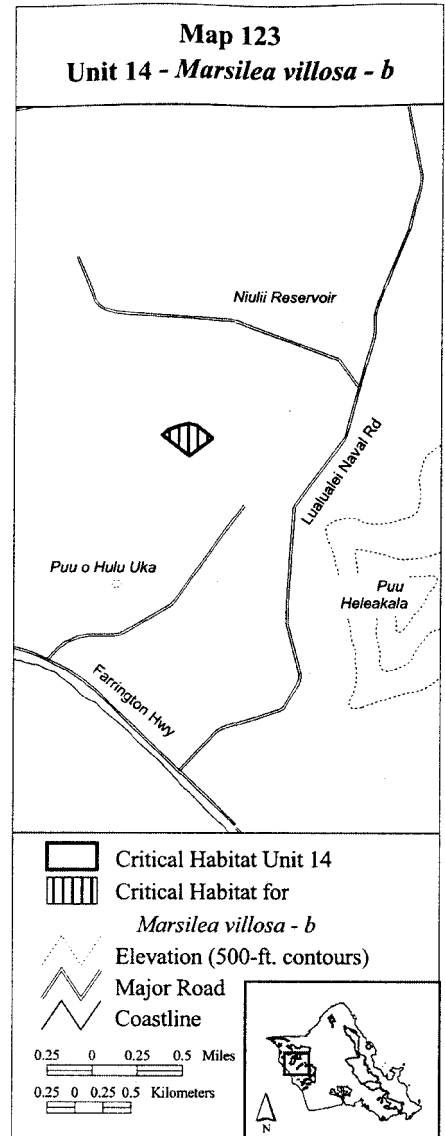 Map 123
Unit 14 - Marsilea villosa - b
Niulii Reservoir
Lualualei Naval Rd
Puu o Hulu Uka
Puu
Heleakala
Farrington Hwy
Critical Habitat Unit 14
Critical Habitat for
Marsilea villosa - b
Elevation (500-ft. contours)
Major Road
Coastline
0.25 0 0.25 0.5 Miles
0.25 0 0.25 0.5 Kilometers
N